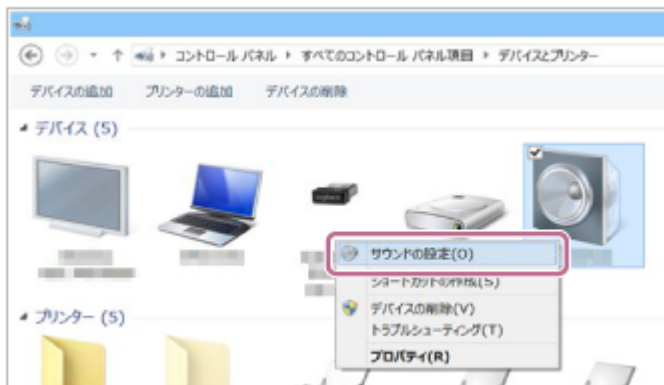 コントロール パネル ▸ すべてのコントロール パネル項目 ▸ デバイスとプリンター
デバイスの追加 プリンターの追加 デバイスの削除
デバイス (5)
サウンドの設定(O)
ショートカットの作成(S)
デバイスの削除(V)
トラブルシューティング(T)
プロパティ(R)
プリンター (5)